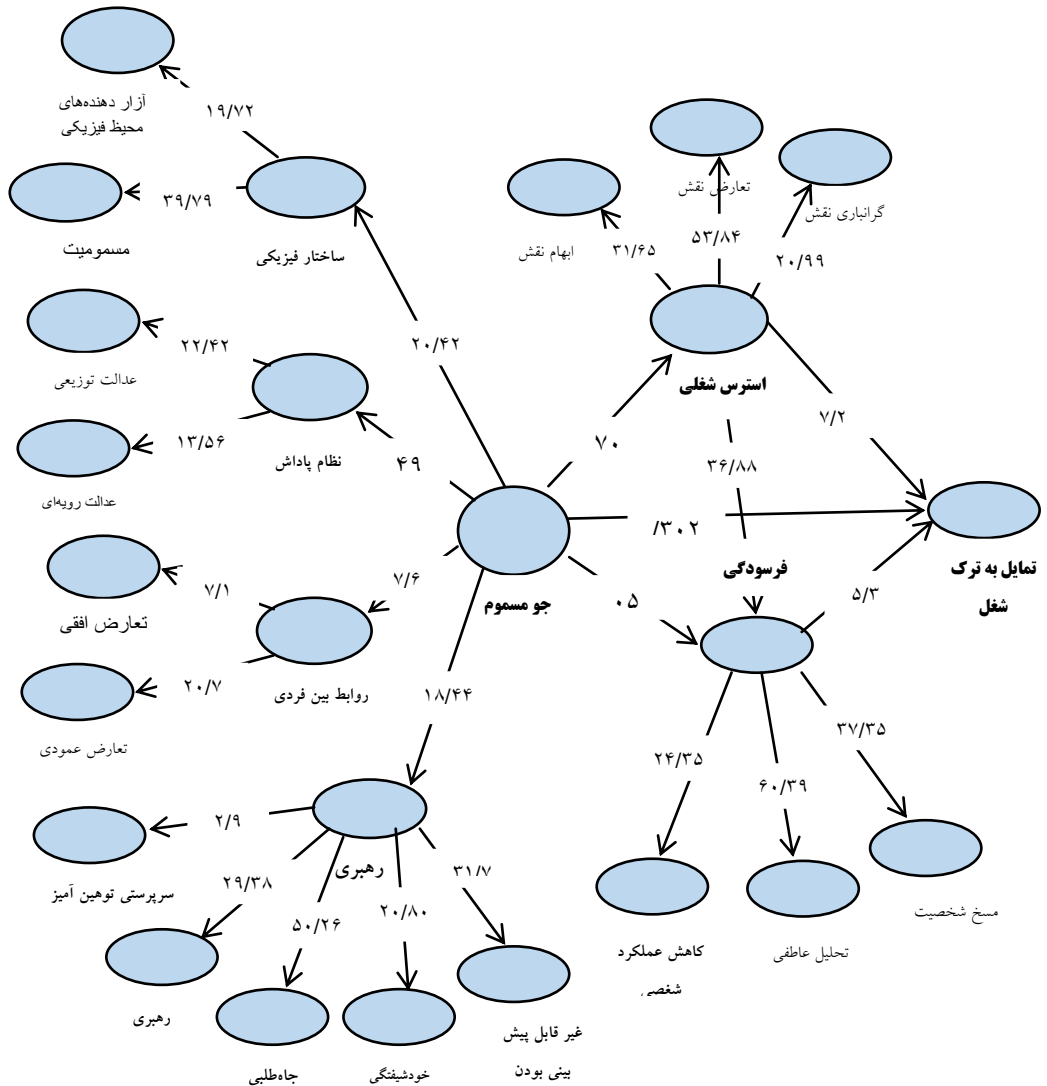 آزار دهنده‌های
محیط فیزیکی
۱۹/۷۲
۳۹/۷۹
مسمومیت
ساختار فیزیکی
۲۰/۴۲
۲۲/۴۲
عدالت توزیعی
۱۳/۵۶
عدالت رویه‌ای
نظام پاداش
۴۹
۷/۱
تعارض افقی
۷/۶
۲۰/۷
تعارض عمودی
روابط بین فردی
جو مسموم
۱۸/۴۴
۲/۹
سرپرستی توهین آمیز
رهبری
۲۹/۳۸
رهبری
۵۰/۲۶
جاه‌طلبی
۲۰/۸۰
خودشیفتگی
۳۱/۷
غیر قابل پیش
بینی بودن
ابهام نقش
۳۱/۶۵
تعارض نقش
۵۳/۸۴
گرانباری نقش
۲۰/۹۹
استرس شغلی
۷۰
۷/۲
۳۶/۸۸
/۳۰۲
۰۵
فرسودگی
۵/۳
تمایل به ترک
شغل
۲۴/۳۵
کاهش عملکرد
شغصی
۶۰/۳۹
تحلیل عاطفی
۳۷/۳۵
مسخ شخصیت